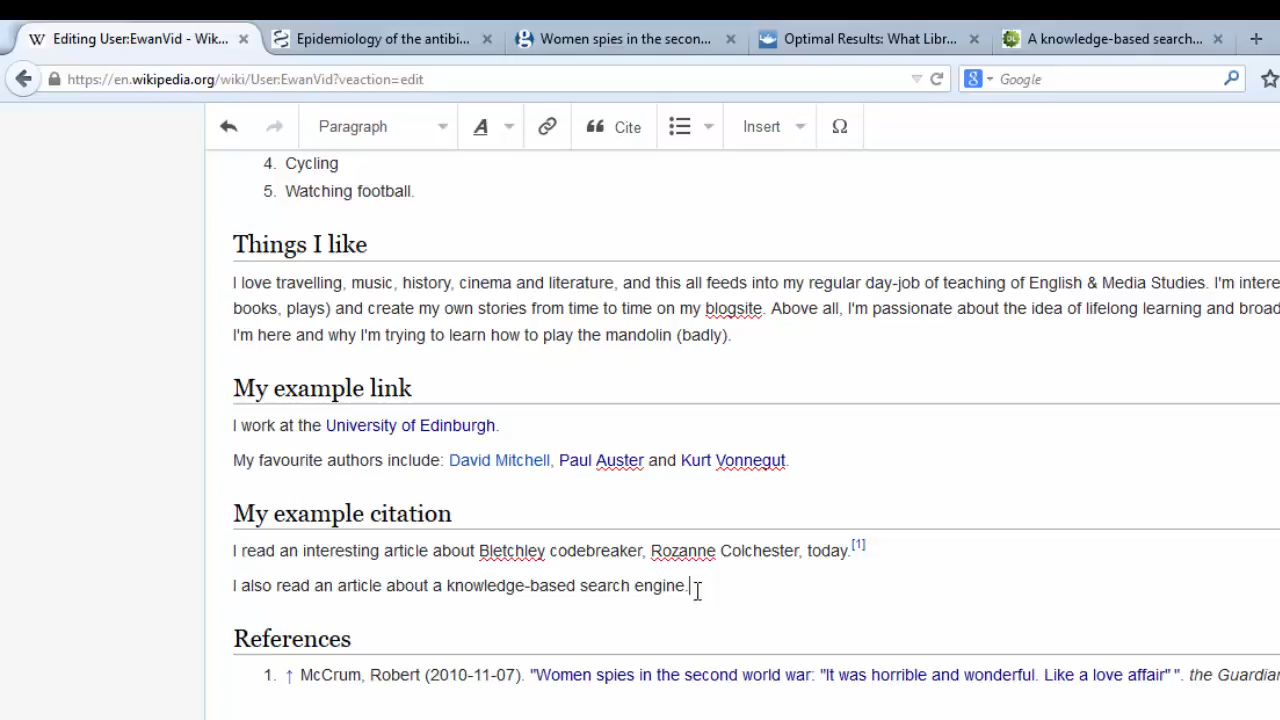 Editing User:EwanVid - Wik...
Epidemiology of the antibi...
Women spies in the secon...
Optimal Results: What Libr...
A knowledge-based search...
https://en.wikipedia.org/wiki/User:EwanVid?veaction=edit
Google
Paragraph
A
Cite
Insert
Ω
4. Cycling
5. Watching football.
Things I like
I love travelling, music, history, cinema and literature, and this all feeds into my regular day-job of teaching of English & Media Studies. I'm intere
books, plays) and create my own stories from time to time on my blogsite. Above all, I'm passionate about the idea of lifelong learning and broad
I'm here and why I'm trying to learn how to play the mandolin (badly).
My example link
I work at the University of Edinburgh.
My favourite authors include: David Mitchell, Paul Auster and Kurt Vonnegut.
My example citation
I read an interesting article about Bletchley codebreaker, Rozanne Colchester, today.[1]
I also read an article about a knowledge-based search engine.
References
1. ↑ McCrum, Robert (2010-11-07). "Women spies in the second world war: "It was horrible and wonderful. Like a love affair" ". the Guardian